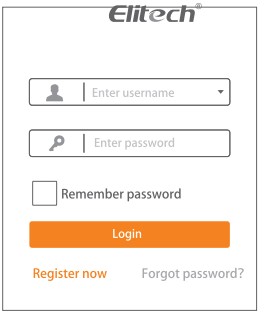 Elitech®
Enter username
Enter password
Remember password
Login
Register now
Forgot password?